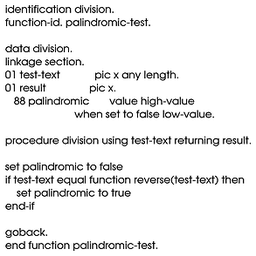 identification division.
function-id. palindromic-test.
data division.
linkage section.
01 test-text pic x any length.
01 result pic x.
88 palindromic value high-value
when set to false low-value.
procedure division using test-text returning result.
set palindromic to false
if test-text equal function reverse(test-text) then
set palindromic to true
end-if
goback.
end function palindromic-test.